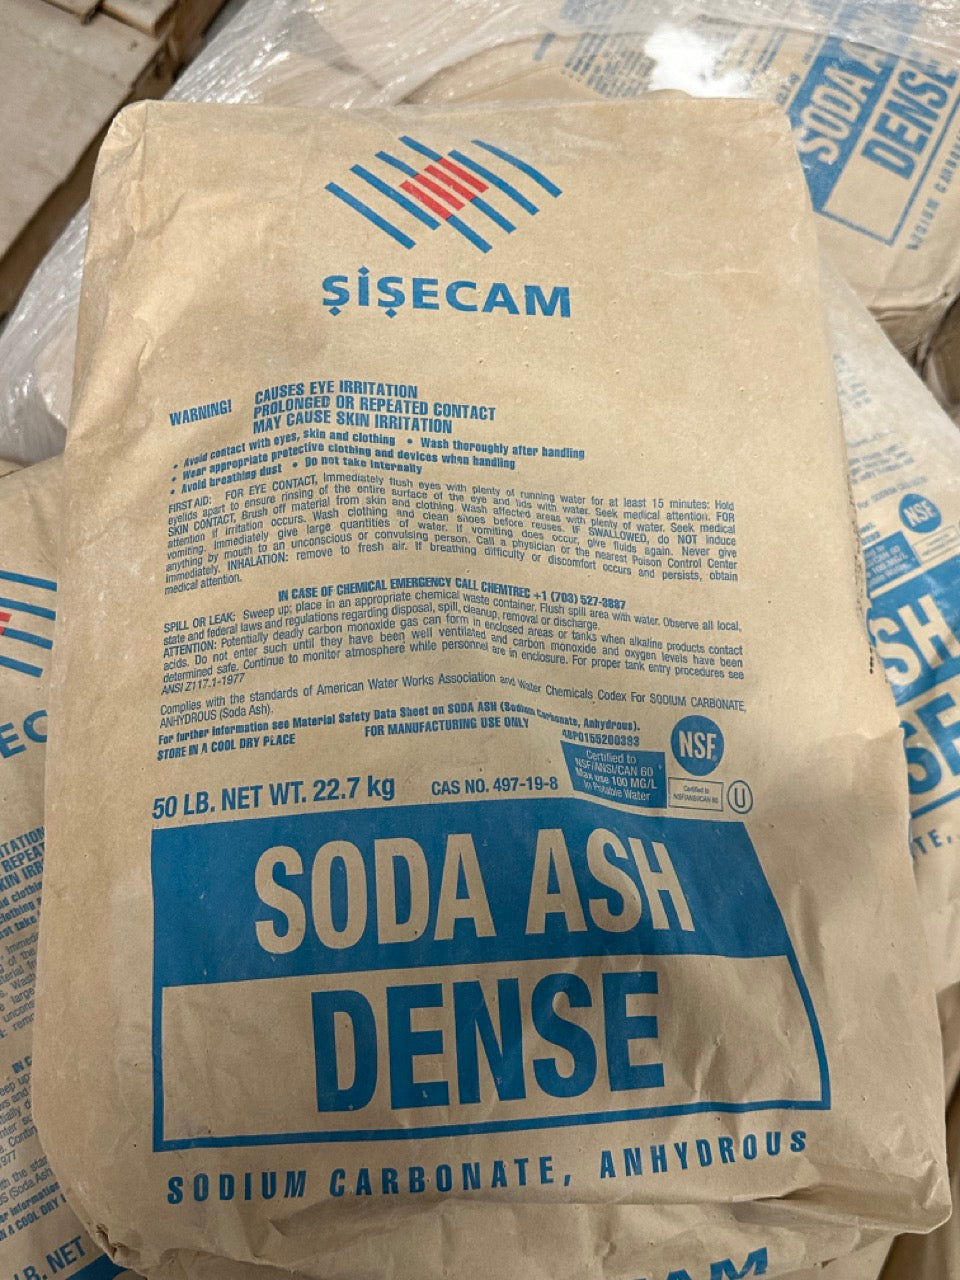 ŞİŞECAM
WARNING! CAUSES EYE IRRITATION
PROLONGED OR REPEATED CONTACT
MAY CAUSE SKIN IRRITATION
• Avoid contact with eyes, skin and clothing • Wash thoroughly after handling
• Wear appropriate protective clothing and devices when handling
• Avoid breathing dust • Do not take internally
FIRST AID: FOR EYE CONTACT, Immediately flush eyes with plenty of running water for at least 15 minutes: Hold
eyelids apart to ensure rinsing of the entire surface of the eye and lids with water. Seek medical attention. FOR
SKIN CONTACT, Brush off material from skin and clothing. Wash affected areas with plenty of water. Seek medical
attention if irritation occurs. Wash clothing and clean shoes before reuses. IF SWALLOWED, do NOT induce
vomiting. Immediately give large quantities of water. If vomiting does occur, give fluids again. Never give
anything by mouth to an unconscious or convulsing person. Call a physician or the nearest Poison Control Center
immediately. INHALATION: remove to fresh air. If breathing difficulty or discomfort occurs and persists, obtain
medical attention.
IN CASE OF CHEMICAL EMERGENCY CALL CHEMTREC +1 (703) 527-3887
SPILL OR LEAK: Sweep up; place in an appropriate chemical waste container. Flush spill area with water. Observe all local,
state and federal laws and regulations regarding disposal, spill, cleanup, removal or discharge.
ATTENTION: Potentially deadly carbon monoxide gas can form in enclosed areas or tanks when alkaline products contact
acids. Do not enter such until they have been well ventilated and carbon monoxide and oxygen levels have been
determined safe. Continue to monitor atmosphere while personnel are in enclosure. For proper tank entry procedures see
ANSI Z117.1-1977
Complies with the standards of American Water Works Association and Water Chemicals Codex For SODIUM CARBONATE,
ANHYDROUS (Soda Ash).
For further information see Material Safety Data Sheet on SODA ASH (Sodium Carbonate, Anhydrous).
STORE IN A COOL DRY PLACE FOR MANUFACTURING USE ONLY 48P0155200393
NSF
Certified to
NSF/ANSI/CAN 60
Max use 100 MG/L
In Potable Water
Certified to
NSF/ANSI/CAN 60
U
50 LB. NET WT. 22.7 kg CAS NO. 497-19-8
SODA ASH
DENSE
SODIUM CARBONATE, ANHYDROUS
SODA A
DENSE
NSF
ASH
SE
TE,
EC
B. NET
AM